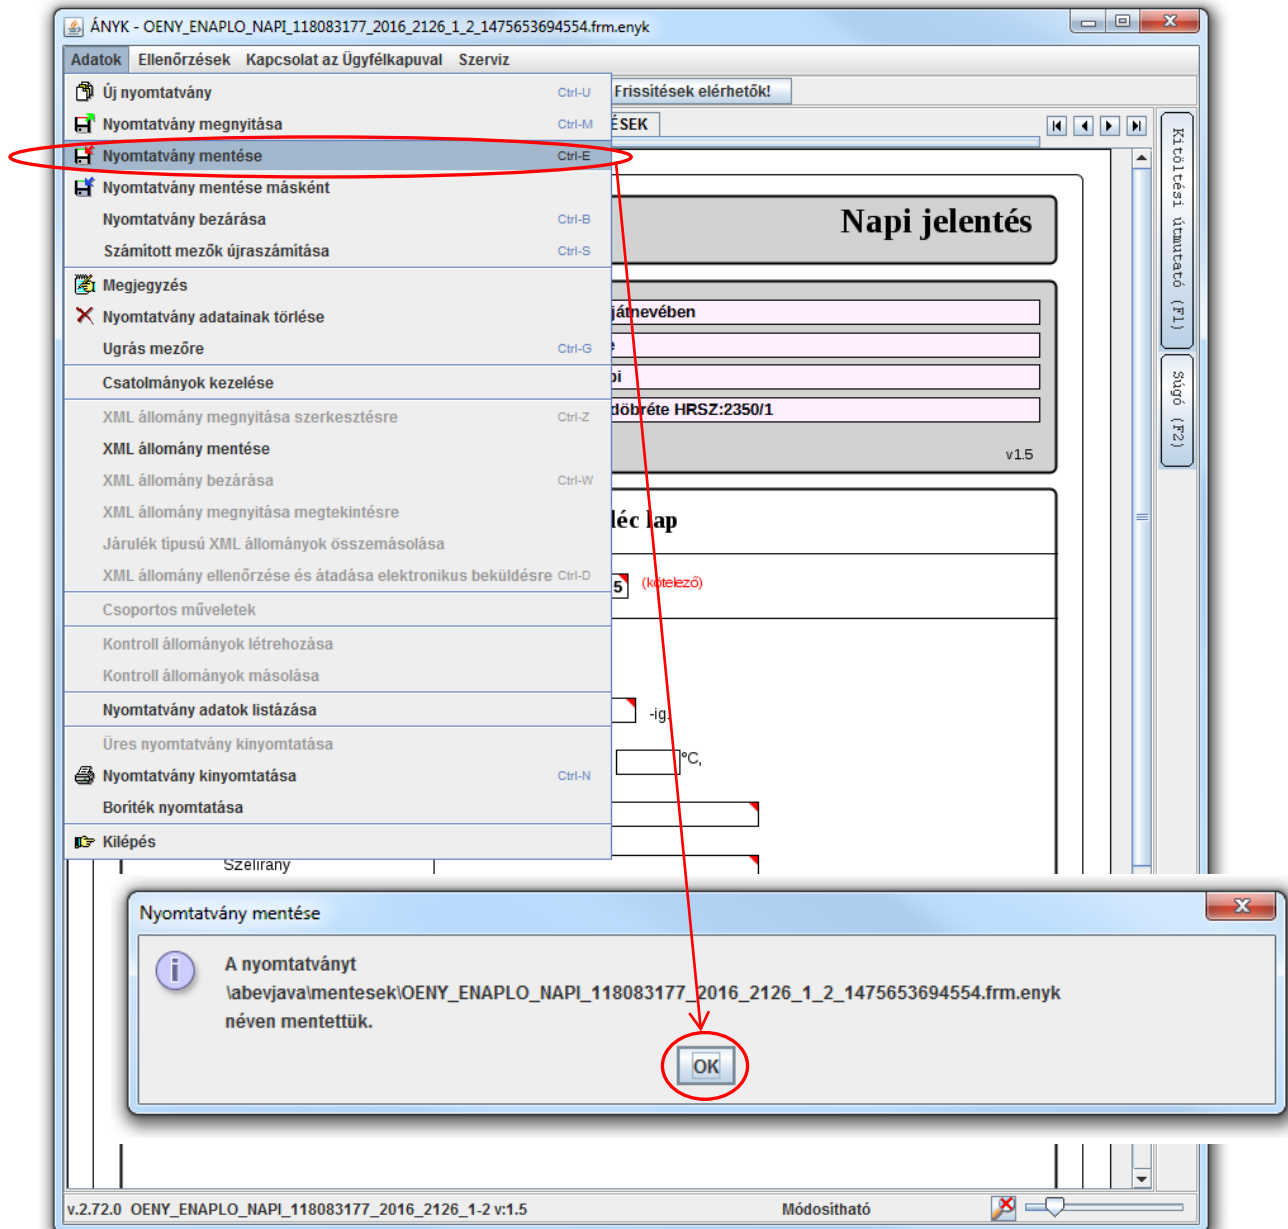 ÁNYK - OENY_ENAPLO_NAPI_118083177_2016_2126_1_2_1475653694554.frm.enyk
Adatok Ellenőrzések Kapcsolat az Ügyfélkapuval Szerviz
Új nyomtatvány Ctrl-U
Nyomtatvány megnyitása Ctrl-M
Nyomtatvány mentése Ctrl-E
Nyomtatvány mentése másként
Nyomtatvány bezárása Ctrl-B
Számított mezők újraszámítása Ctrl-S
Megjegyzés
Nyomtatvány adatainak törlése
Ugrás mezőre Ctrl-G
Csatolmányok kezelése
XML állomány megnyitása szerkesztésre Ctrl-Z
XML állomány mentése
XML állomány bezárása Ctrl-W
XML állomány megnyitása megtekintésre
Járulék típusú XML állományok összemásolása
XML állomány ellenőrzése és átadása elektronikus beküldésre Ctrl-D
Csoportos műveletek
Kontroll állományok létrehozása
Kontroll állományok másolása
Nyomtatvány adatok listázása
Üres nyomtatvány kinyomtatása
Nyomtatvány kinyomtatása Ctrl-N
Boríték nyomtatása
Kilépés
Frissítések elérhetők!
ÉSEK
Napi jelentés
játnevében
döbréte HRSZ:2350/1
v1.5
léc lap
5 (kötelező)
-ig.
°C,
Szélirány
Kitöltési útmutató (F1)
Súgó (F2)
Nyomtatvány mentése
A nyomtatványt
\abevjava\mentesek\OENY_ENAPLO_NAPI_118083177_2016_2126_1_2_1475653694554.frm.enyk
néven mentettük.
OK
v.2.72.0 OENY_ENAPLO_NAPI_118083177_2016_2126_1-2 v:1.5 Módosítható